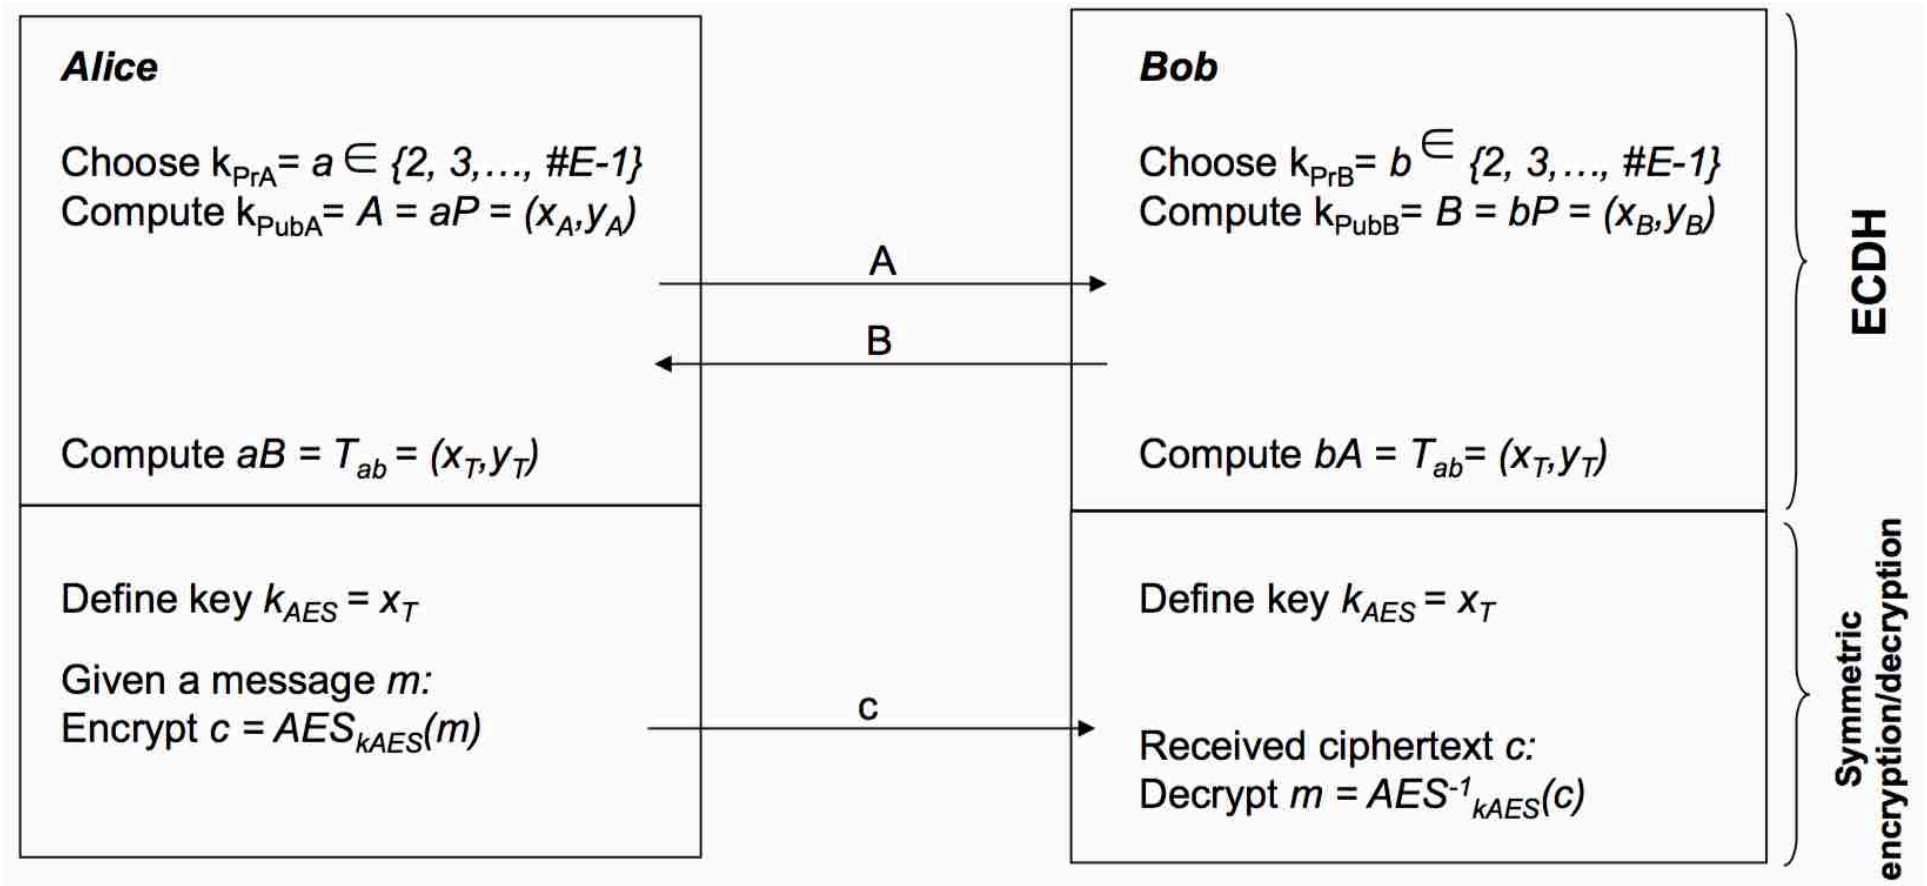 Alice
Choose kPrA= a ∈ {2, 3,..., #E-1}
Compute kPubA= A = aP = (xA,yA)
A
B
Compute aB = Tab = (xT,yT)
Define key kAES = xT
Given a message m:
Encrypt c = AESkAES(m)
c
Bob
Choose kPrB= b ∈ {2, 3,..., #E-1}
Compute kPubB= B = bP = (xB,yB)
Compute bA = Tab= (xT,yT)
Define key kAES = xT
Received ciphertext c:
Decrypt m = AES-1kAES(c)
ECDH
Symmetric
encryption/decryption